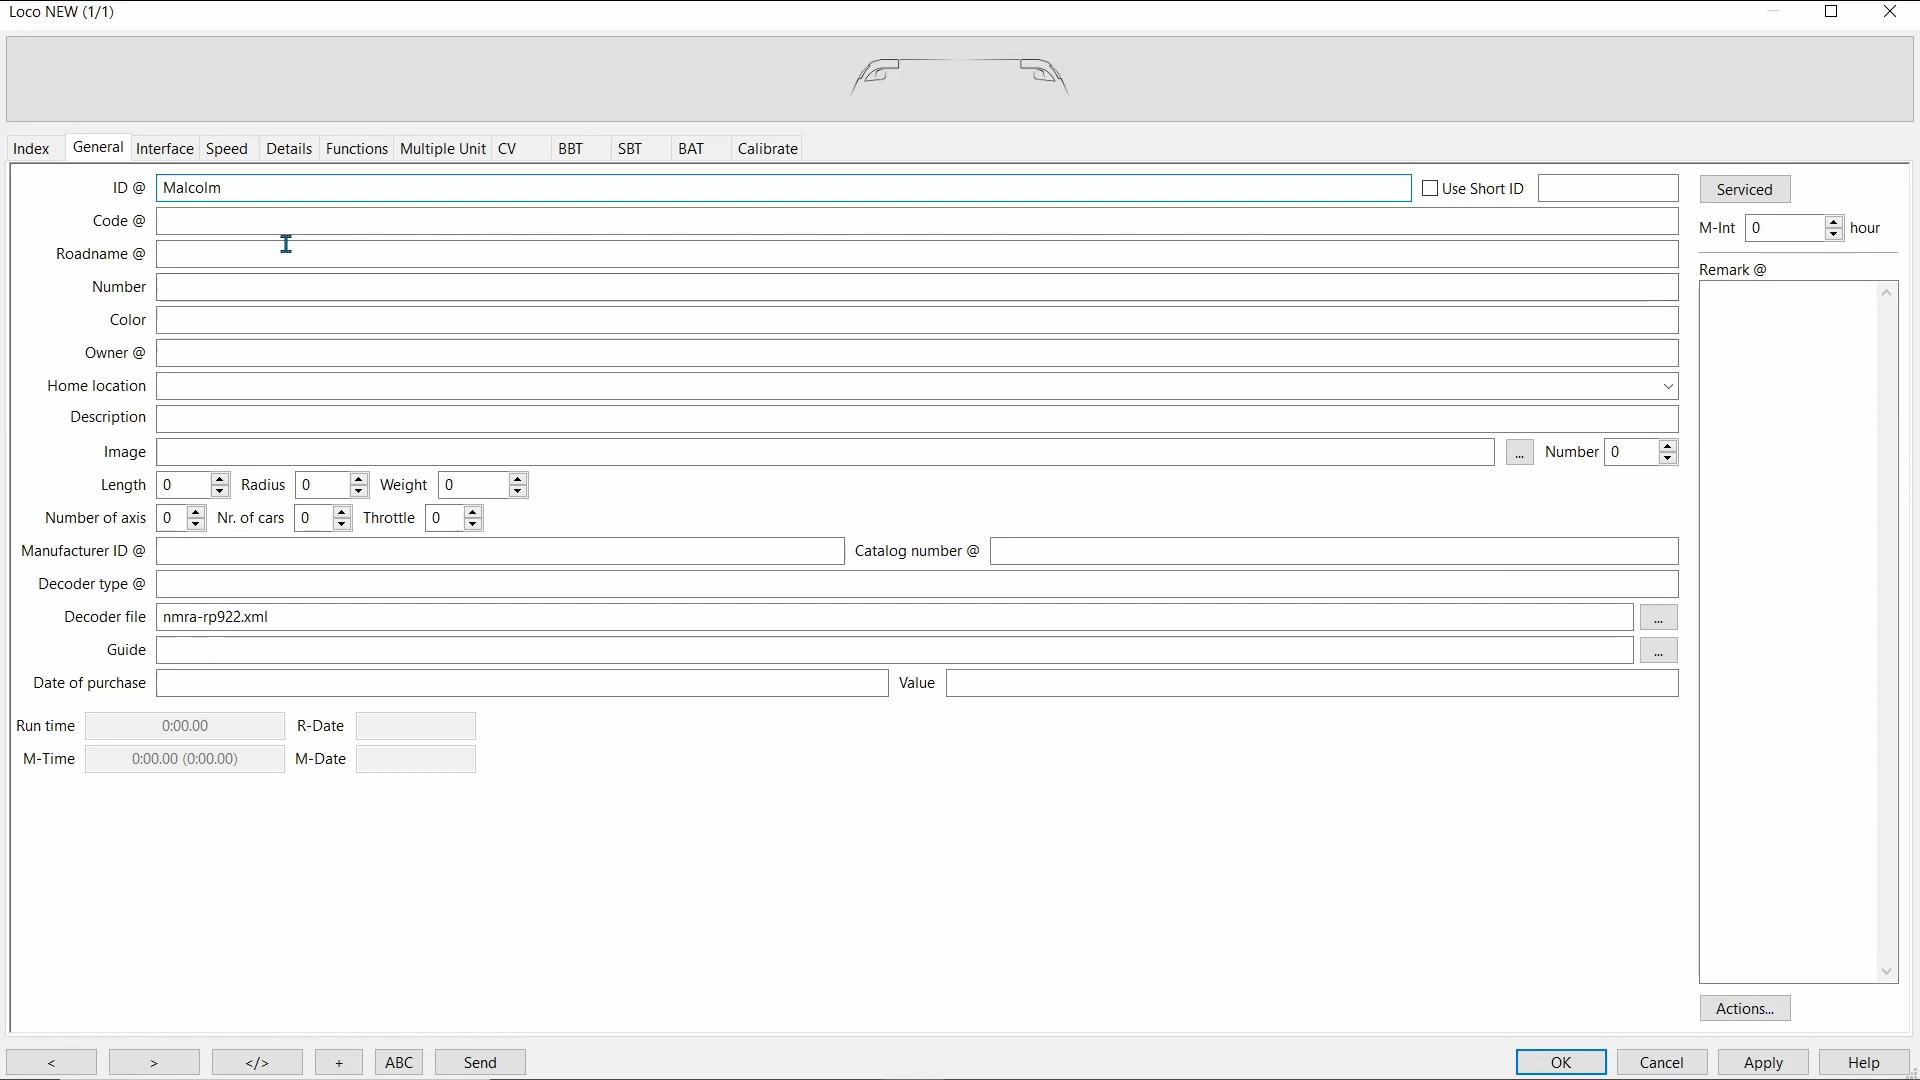 Loco NEW (1/1)
Index General Interface Speed Details Functions Multiple Unit CV BBT SBT BAT Calibrate
ID @ Malcolm Use Short ID Serviced
Code @
M-Int 0 hour
Roadname @
Remark @
Number
Color
Owner @
Home location
Description
Image ... Number 0
Length 0 Radius 0 Weight 0
Number of axis 0 Nr. of cars 0 Throttle 0
Manufacturer ID @ Catalog number @
Decoder type @
Decoder file nmra-rp922.xml ...
Guide ...
Date of purchase Value
Run time 0:00.00 R-Date
M-Time 0:00.00 (0:00.00) M-Date
Actions...
< > </> + ABC Send OK Cancel Apply Help